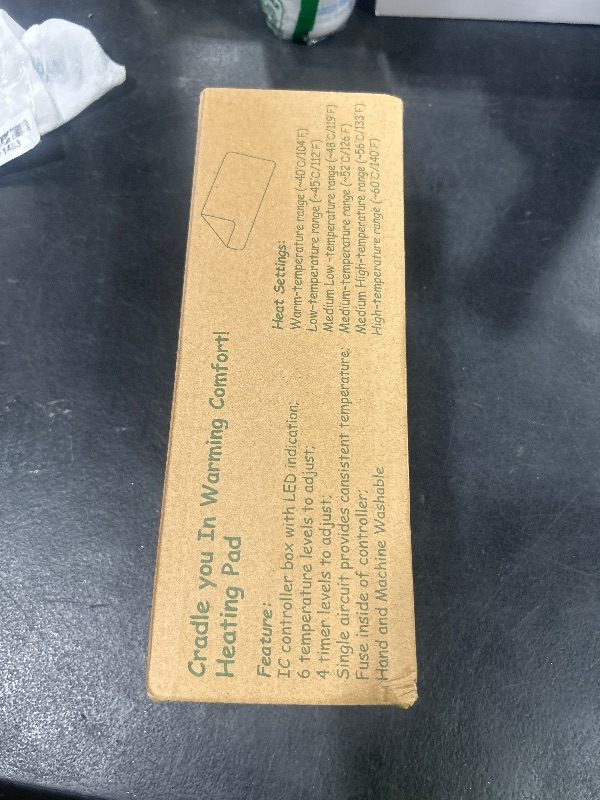 Cradle you In Warming Comfort!
Heating Pad
Feature:
IC controller box with LED indication;
6 temperature levels to adjust;
4 timer levels to adjust;
Single aircuit provides cansistent temperature;
Fuse inside of controller;
Hand and Machine Washable
Heat Settings:
Warm-temperature range (~40°C/104°F)
Low-temperature range (~45°C/112°F)
Medium Low -temperature range (~48°C/119°F)
Medium-temperature range (~52°C/126°F)
Medium High-temperature range (~56°C/133°F)
High-temperature range (~60°C/140°F)